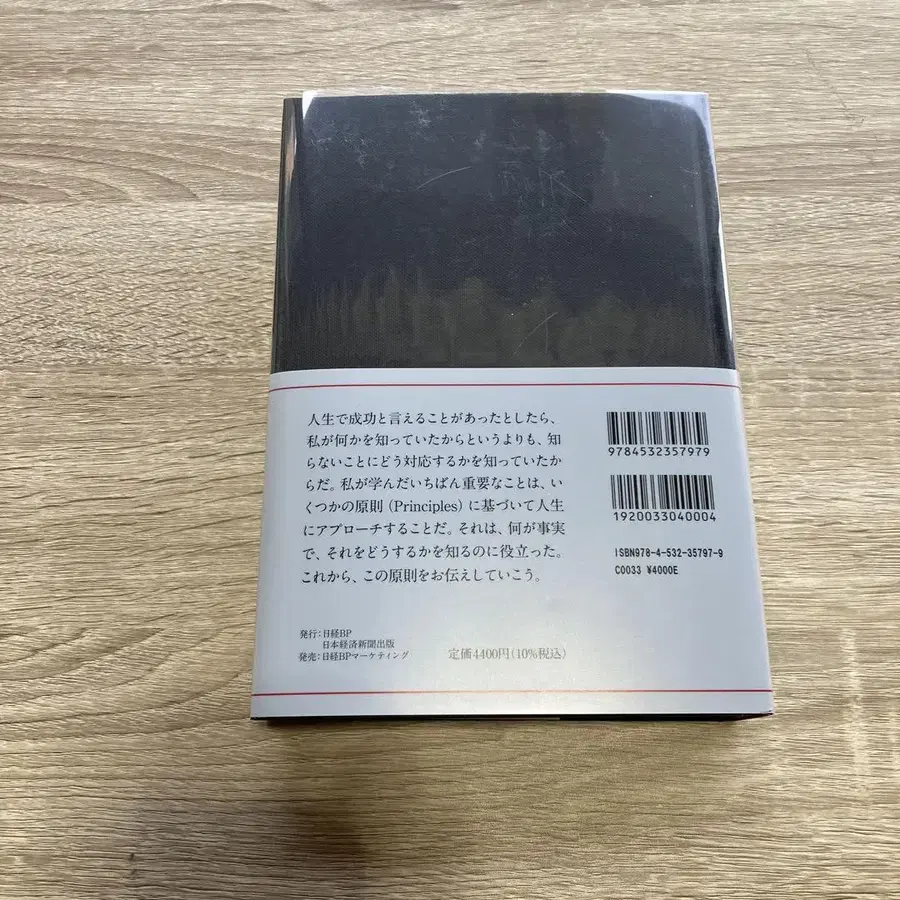 人生で成功と言えることがあったとしたら、
私が何かを知っていたからというよりも、知
らないことにどう対応するかを知っていたか
らだ。私が学んだいちばん重要なことは、い
くつかの原則（Principles）に基づいて人生
にアプローチすることだ。それは、何が事実
で、それをどうするかを知るのに役立った。
これから、この原則をお伝えしていこう。
発行：日経BP
日本経済新聞出版
発売：日経BPマーケティング
定価4400円（10%税込）
9784532357979
1920033040004
ISBN978-4-532-35797-9
C0033 ¥4000E